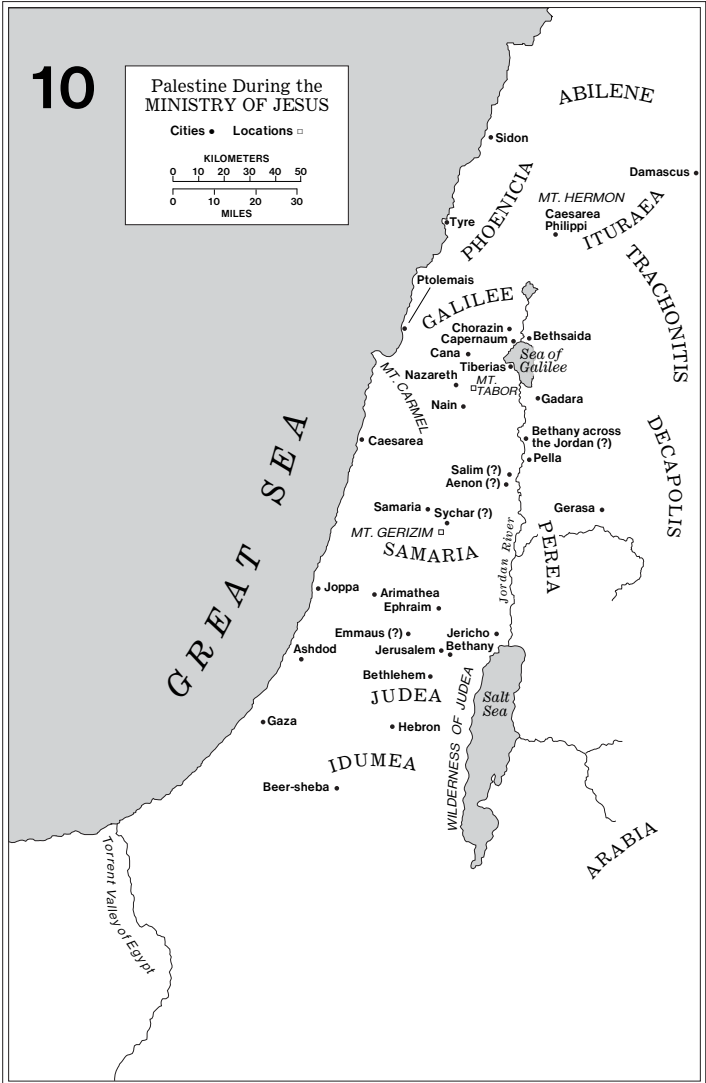 10
Palestine During the
MINISTRY OF JESUS
Cities ● Locations □
KILOMETERS
0 10 20 30 40 50
0 10 20 30
MILES
ABILENE
Sidon
Damascus
PHOENICIA
MT. HERMON
Caesarea
Philippi
ITURAEA
Tyre
TRACHONITIS
Ptolemais
GALILEE
Chorazin
Capernaum
Bethsaida
Cana
Sea of
Galilee
Tiberias
Nazareth
MT.
TABOR
MT. CARMEL
Nain
Gadara
Caesarea
Bethany across
the Jordan (?)
Pella
DECAPOLIS
Salim (?)
Aenon (?)
GREAT SEA
Samaria
Sychar (?)
Gerasa
MT. GERIZIM
SAMARIA
Jordan River
PEREA
Joppa
Arimathea
Ephraim
Emmaus (?)
Jericho
Ashdod
Jerusalem
Bethany
Bethlehem
JUDEA
WILDERNESS OF JUDEA
Salt
Sea
Gaza
Hebron
IDUMEA
Beer-sheba
ARABIA
Torrent Valley of Egypt